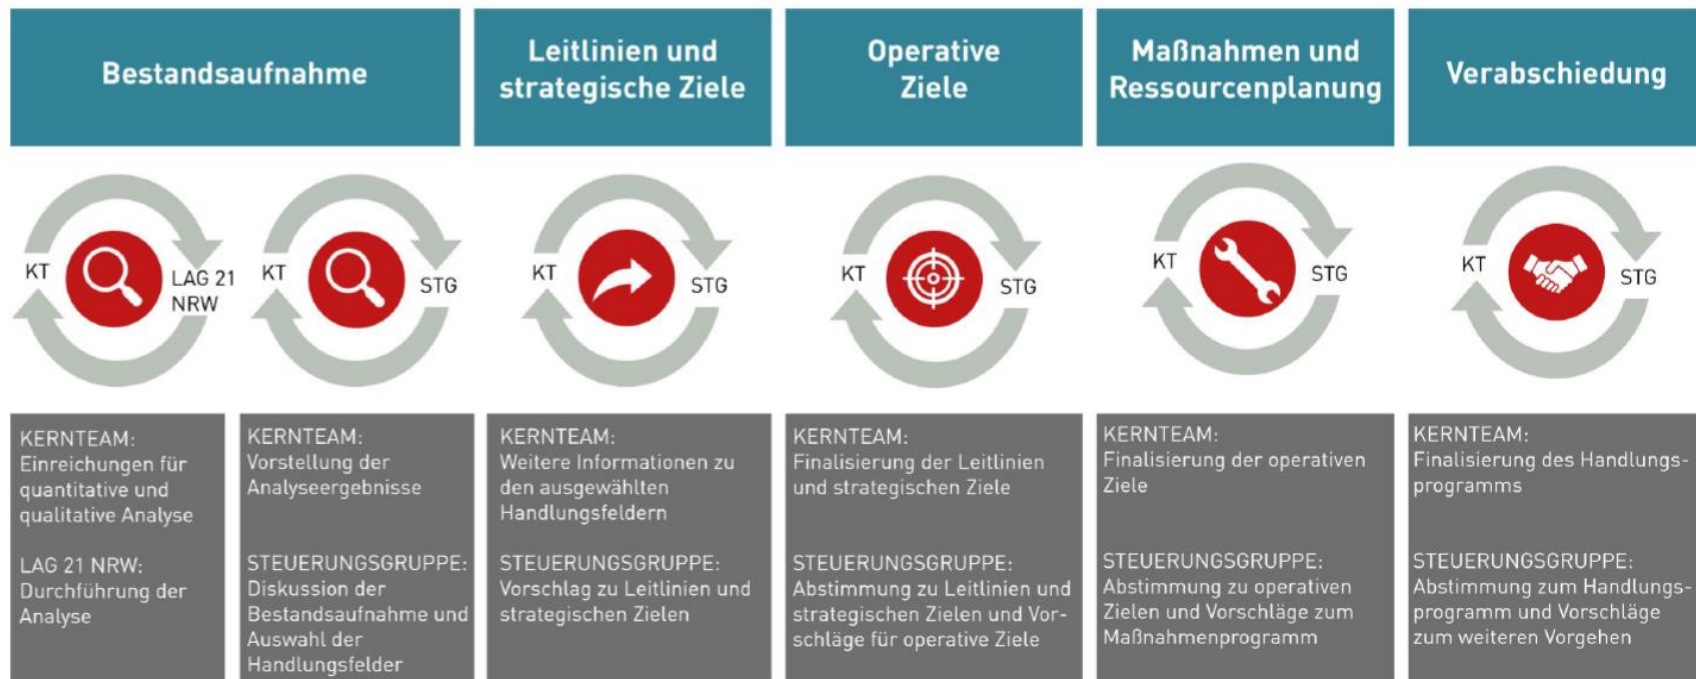 Bestandsaufnahme
Leitlinien und
strategische Ziele
Operative
Ziele
Maßnahmen und
Ressourcenplanung
Verabschiedung
KT
LAG 21
NRW
KT
STG
KT
STG
KT
STG
KT
STG
KT
STG
KERNTEAM:
Einreichungen für
quantitative und
qualitative Analyse
LAG 21 NRW:
Durchführung der
Analyse
KERNTEAM:
Vorstellung der
Analyseergebnisse
STEUERUNGSGRUPPE:
Diskussion der
Bestandsaufnahme und
Auswahl der
Handlungsfelder
KERNTEAM:
Weitere Informationen zu
den ausgewählten
Handlungsfeldern
STEUERUNGSGRUPPE:
Vorschlag zu Leitlinien und
strategischen Zielen
KERNTEAM:
Finalisierung der Leitlinien
und strategischen Ziele
STEUERUNGSGRUPPE:
Abstimmung zu Leitlinien und
strategischen Zielen und Vor-
schläge für operative Ziele
KERNTEAM:
Finalisierung der operativen
Ziele
STEUERUNGSGRUPPE:
Abstimmung zu operativen
Zielen und Vorschläge zum
Maßnahmenprogramm
KERNTEAM:
Finalisierung des Handlungs-
programms
STEUERUNGSGRUPPE:
Abstimmung zum Handlungs-
programm und Vorschläge
zum weiteren Vorgehen